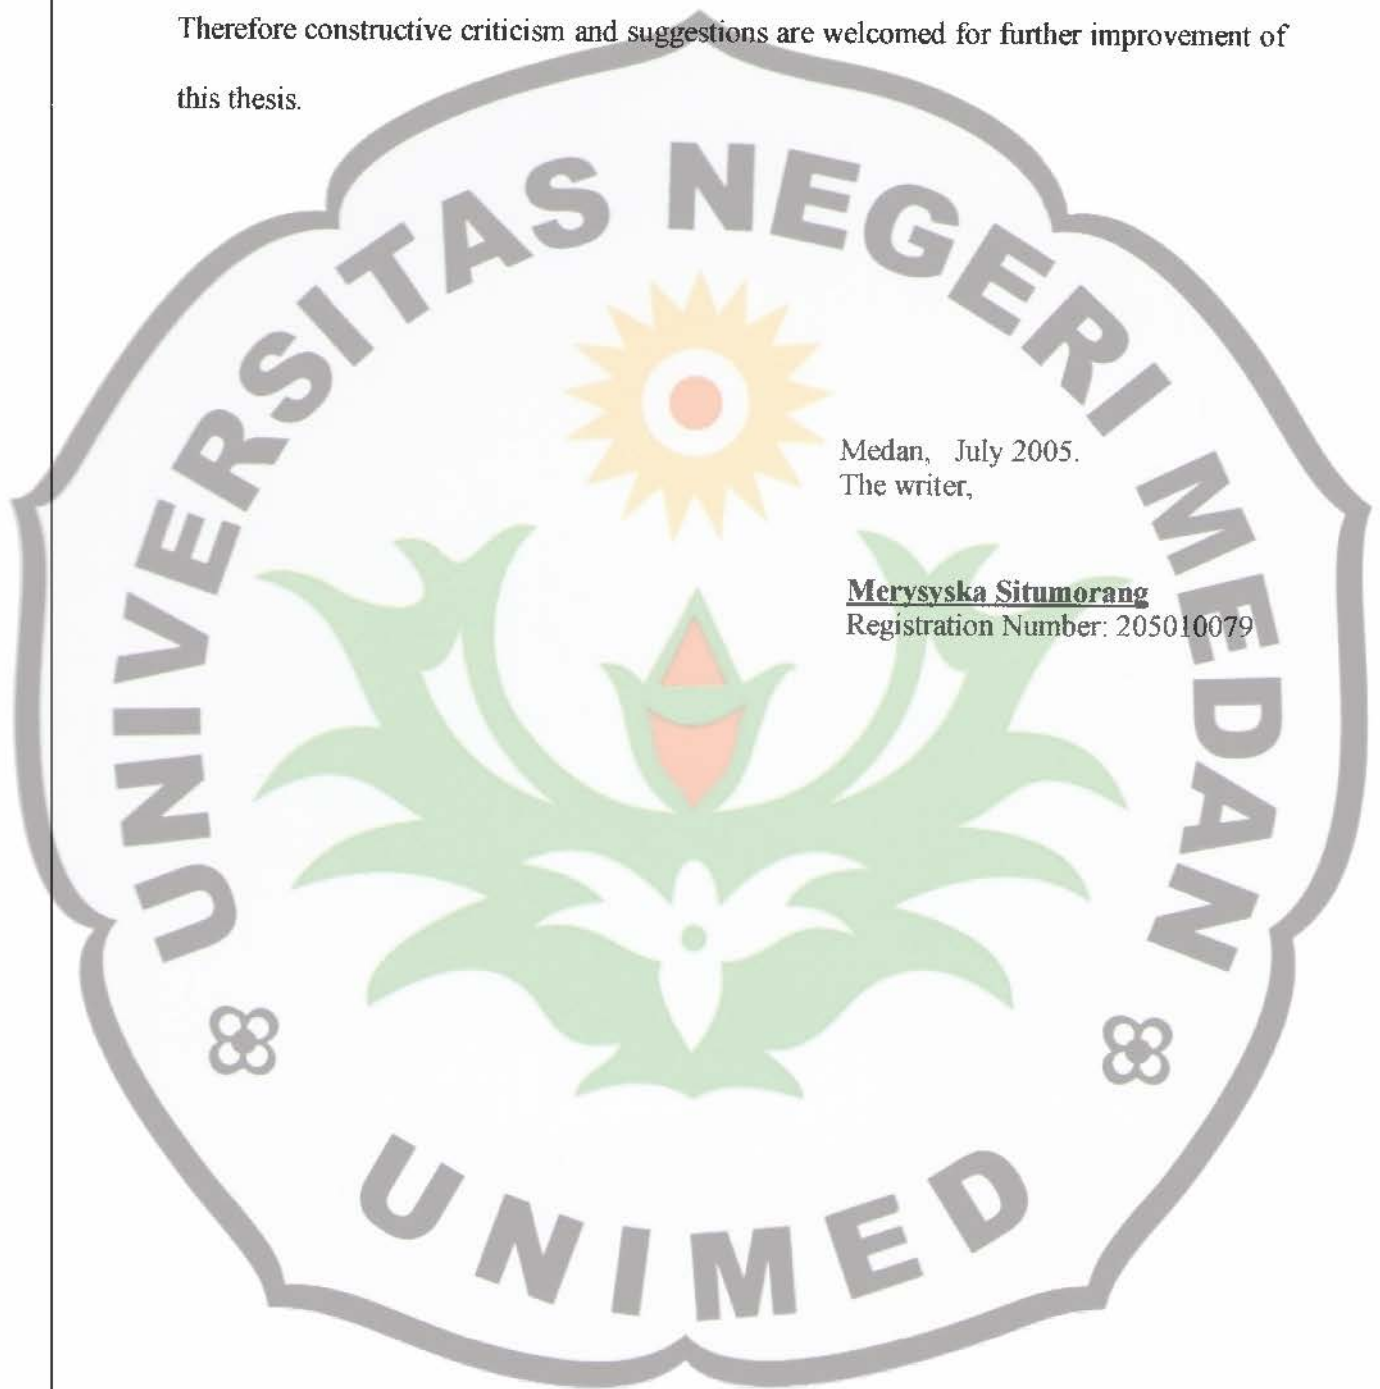 Therefore constructive criticism and suggestions are welcomed for further improvement of
this thesis.
UNIVERSITAS NEGERI MEDAN
Medan, July 2005.
The writer,
Merysyska Situmorang
Registration Number: 205010079
UNIMED